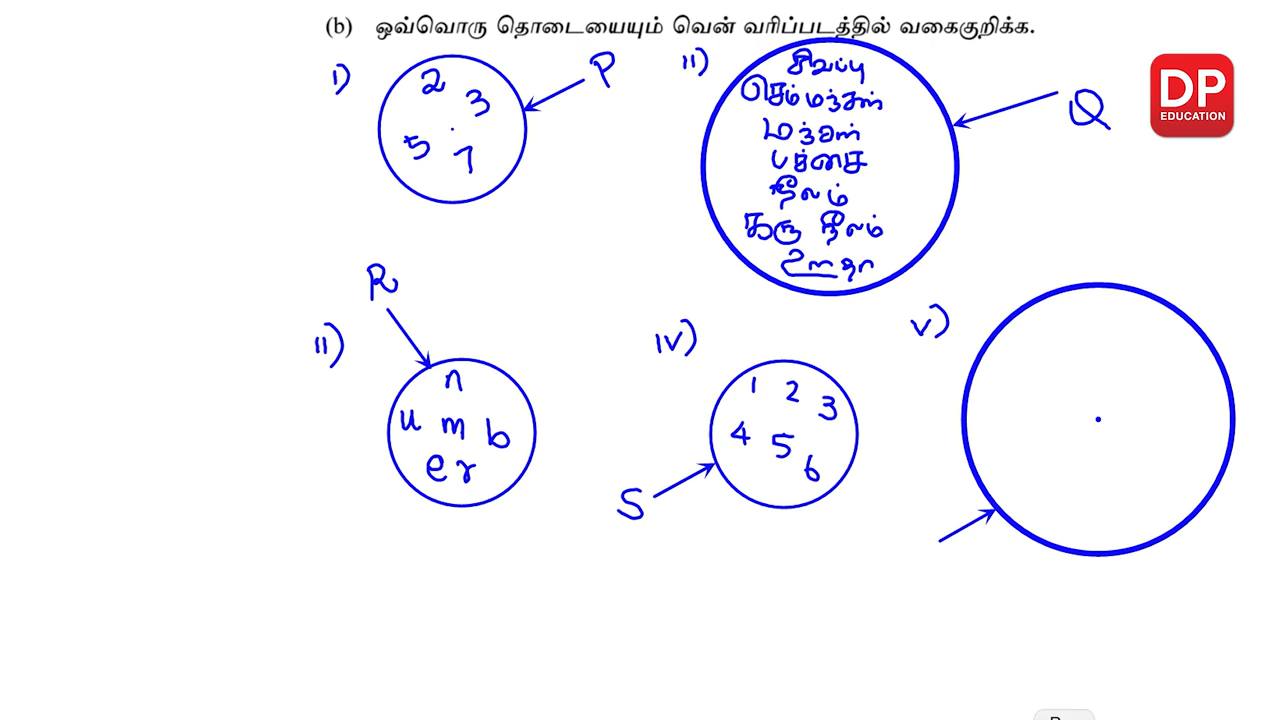 (b) ஒவ்வொரு தொடையையும் வென் வரிப்படத்தில் வகைகுறிக்க.
DP
EDUCATION
i)
2
3
5
7
P
ii)
சிவப்பு
செம்மஞ்சள்
மஞ்சள்
பச்சை
நீலம்
கரு நீலம்
ஊதா
Q
R
ii)
n
u m b
e r
iv)
1 2 3
4 5
6
S
v)